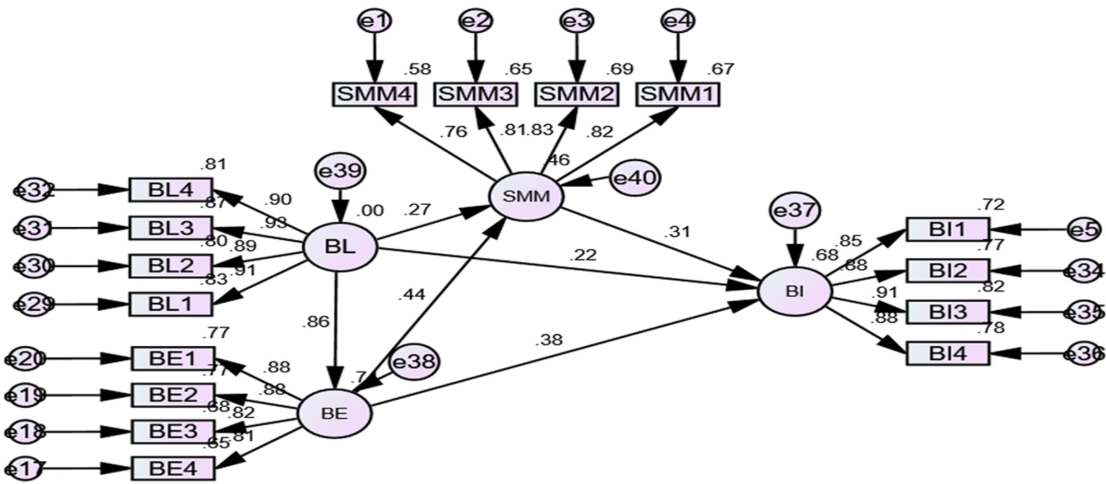 e1 e2 e3 e4
.58 .65 .69 .67
SMM4 SMM3 SMM2 SMM1
.76 .81 .83 .82
.46
SMM
e40
e39
.00
BL
.27
.22
.86
.44
.31
.38
e32 BL4 .81 .90
e31 BL3 .87 .93
e30 BL2 .80 .89
e29 BL1 .83 .91
e20 BE1 .77 .88
e19 BE2 .77 .88
e18 BE3 .68 .82
e17 BE4 .65 .81
e38
BE
e37
.68
BI
.85 BI1 .72 e5
.88 BI2 .77 e34
.91 BI3 .82 e35
.88 BI4 .78 e36